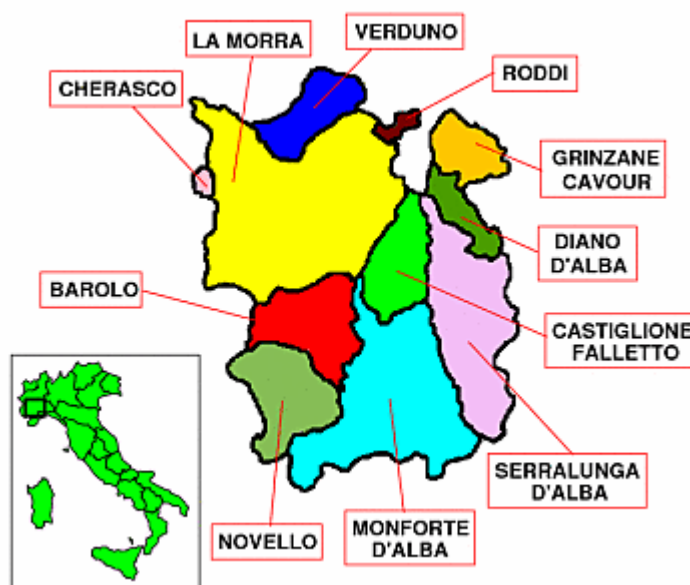 VERDUNO
LA MORRA
RODDI
CHERASCO
GRINZANE
CAVOUR
DIANO
D'ALBA
BAROLO
CASTIGLIONE
FALLETTO
SERRALUNGA
D'ALBA
NOVELLO
MONFORTE
D'ALBA